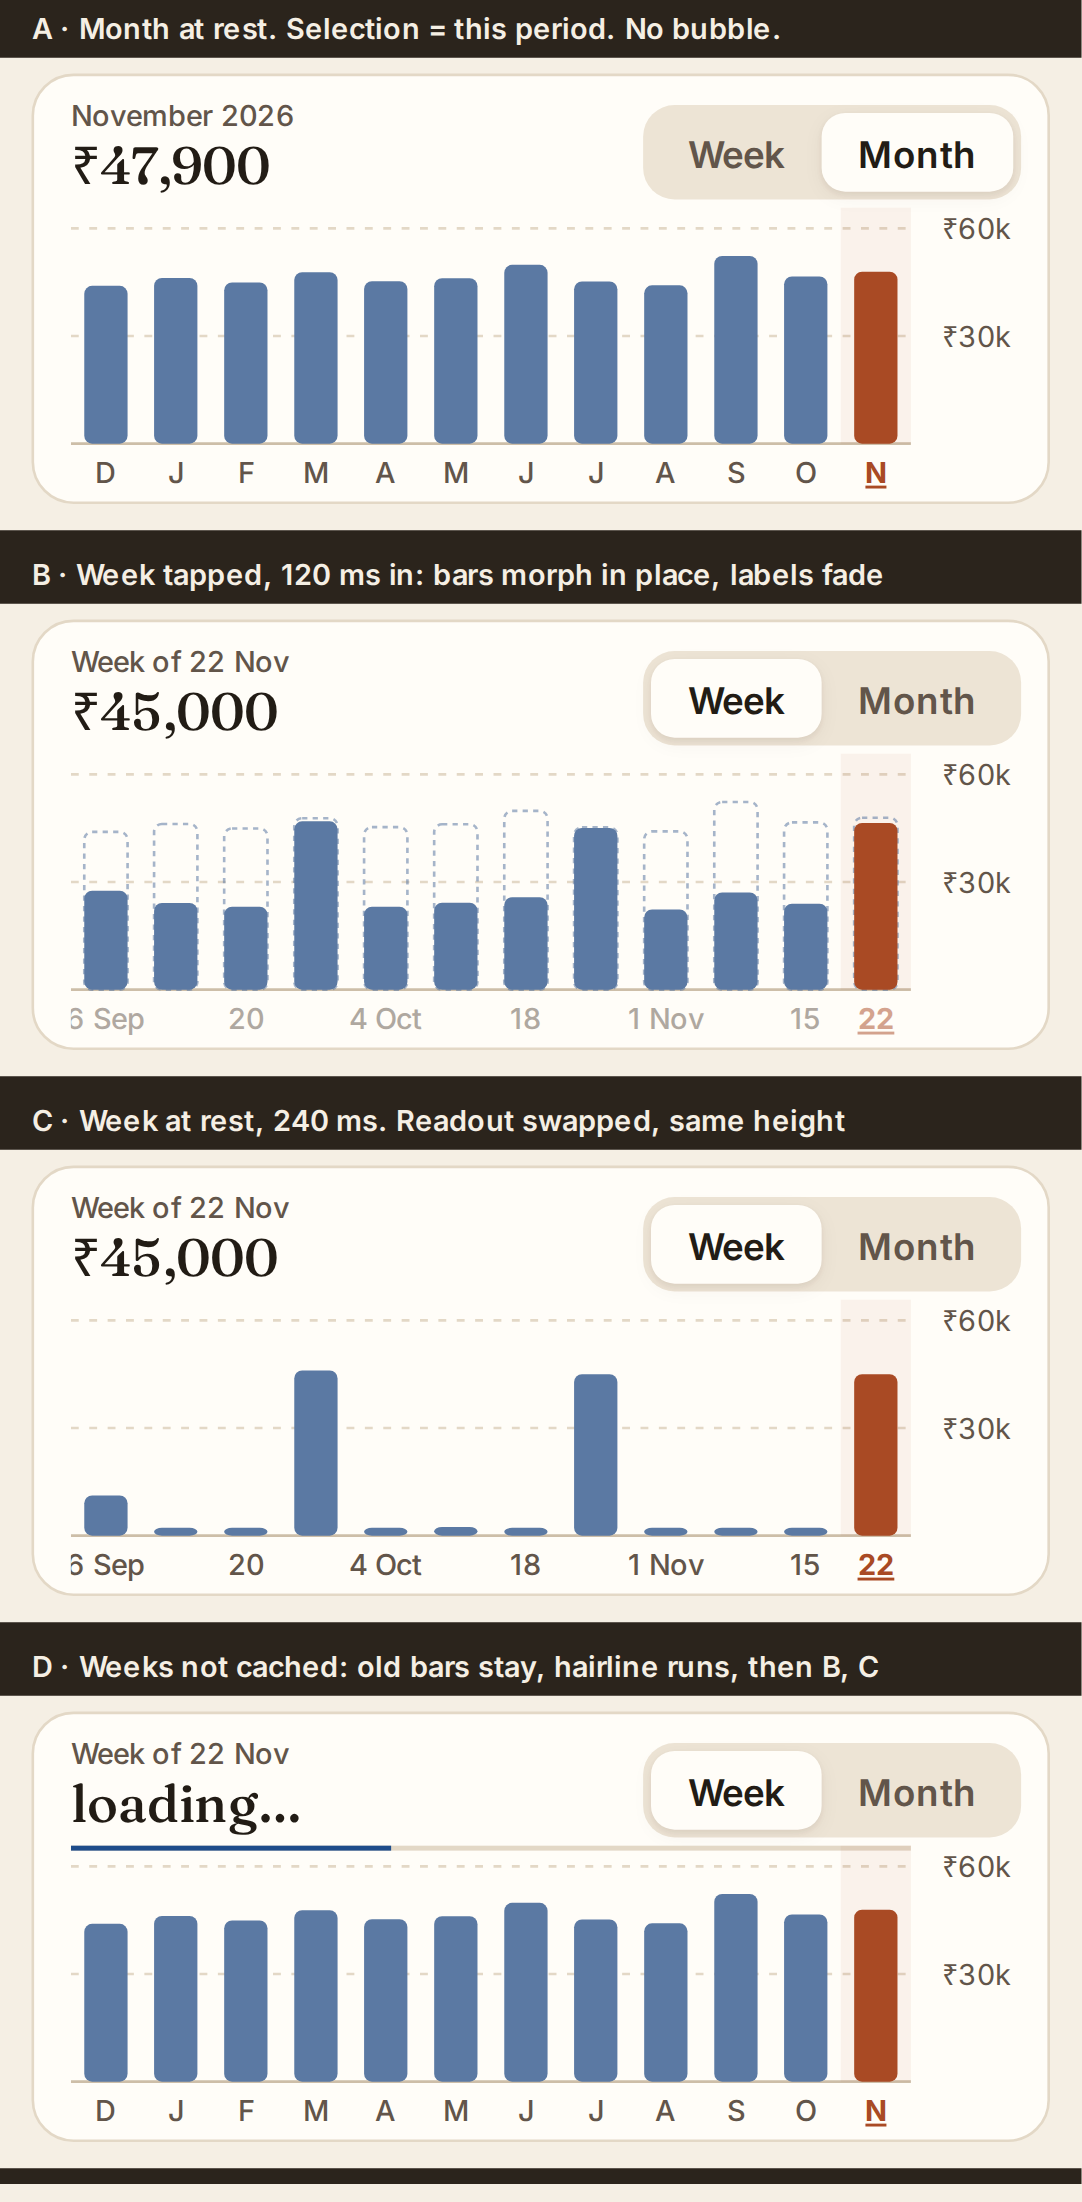 A · Month at rest. Selection = this period. No bubble.
November 2026
₹47,900
Week Month
₹60k
₹30k
D J F M A M J J A S O N
B · Week tapped, 120 ms in: bars morph in place, labels fade
Week of 22 Nov
₹45,000
Week Month
₹60k
₹30k
6 Sep 20 4 Oct 18 1 Nov 15 22
C · Week at rest, 240 ms. Readout swapped, same height
Week of 22 Nov
₹45,000
Week Month
₹60k
₹30k
6 Sep 20 4 Oct 18 1 Nov 15 22
D · Weeks not cached: old bars stay, hairline runs, then B, C
Week of 22 Nov
loading...
Week Month
₹60k
₹30k
D J F M A M J J A S O N